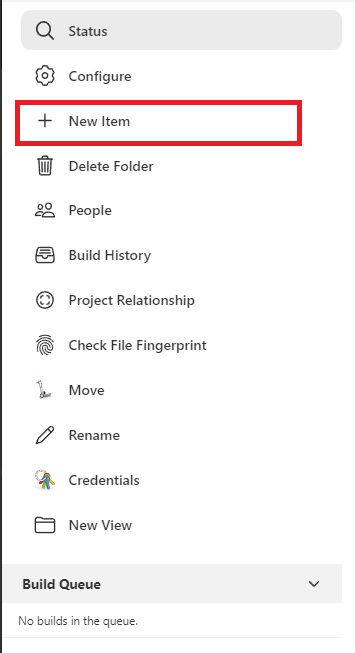 Status
Configure
New Item
Delete Folder
People
Build History
Project Relationship
Check File Fingerprint
Move
Rename
Credentials
New View
Build Queue
No builds in the queue.